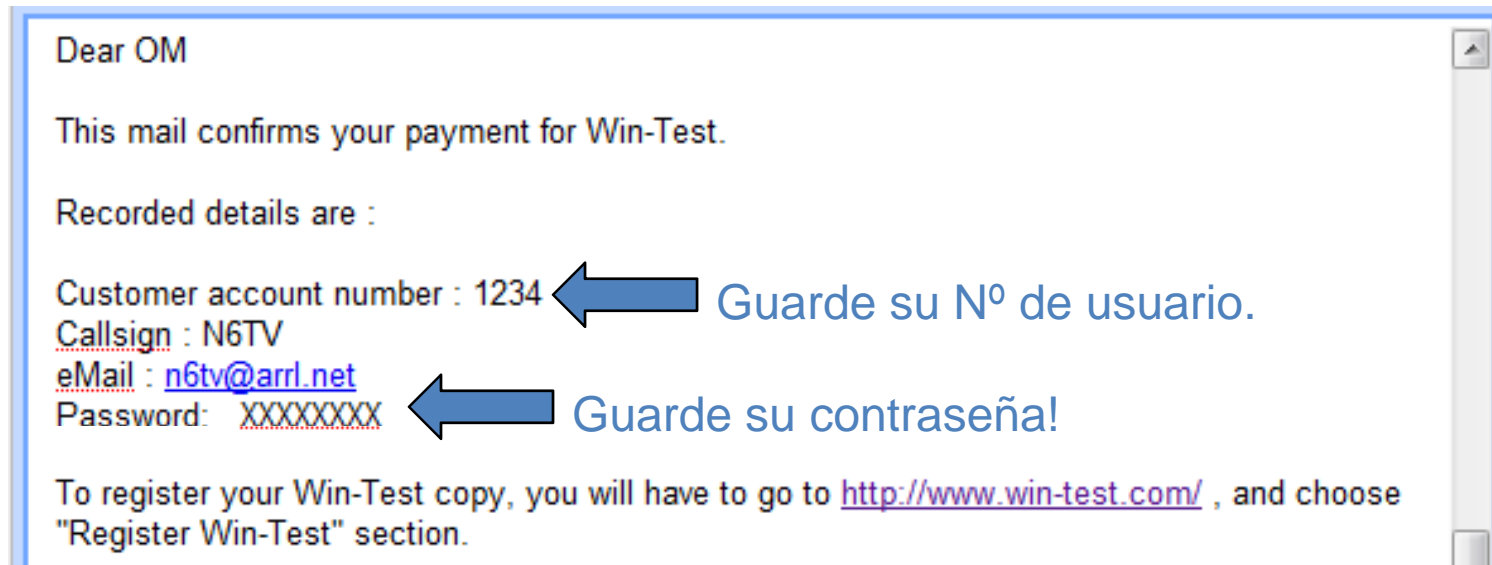 Dear OM
This mail confirms your payment for Win-Test.
Recorded details are :
Customer account number : 1234
Guarde su Nº de usuario.
Callsign : N6TV
eMail : n6tv@arrl.net
Password: XXXXXXXX
Guarde su contraseña!
To register your Win-Test copy, you will have to go to http://www.win-test.com/ , and choose
"Register Win-Test" section.